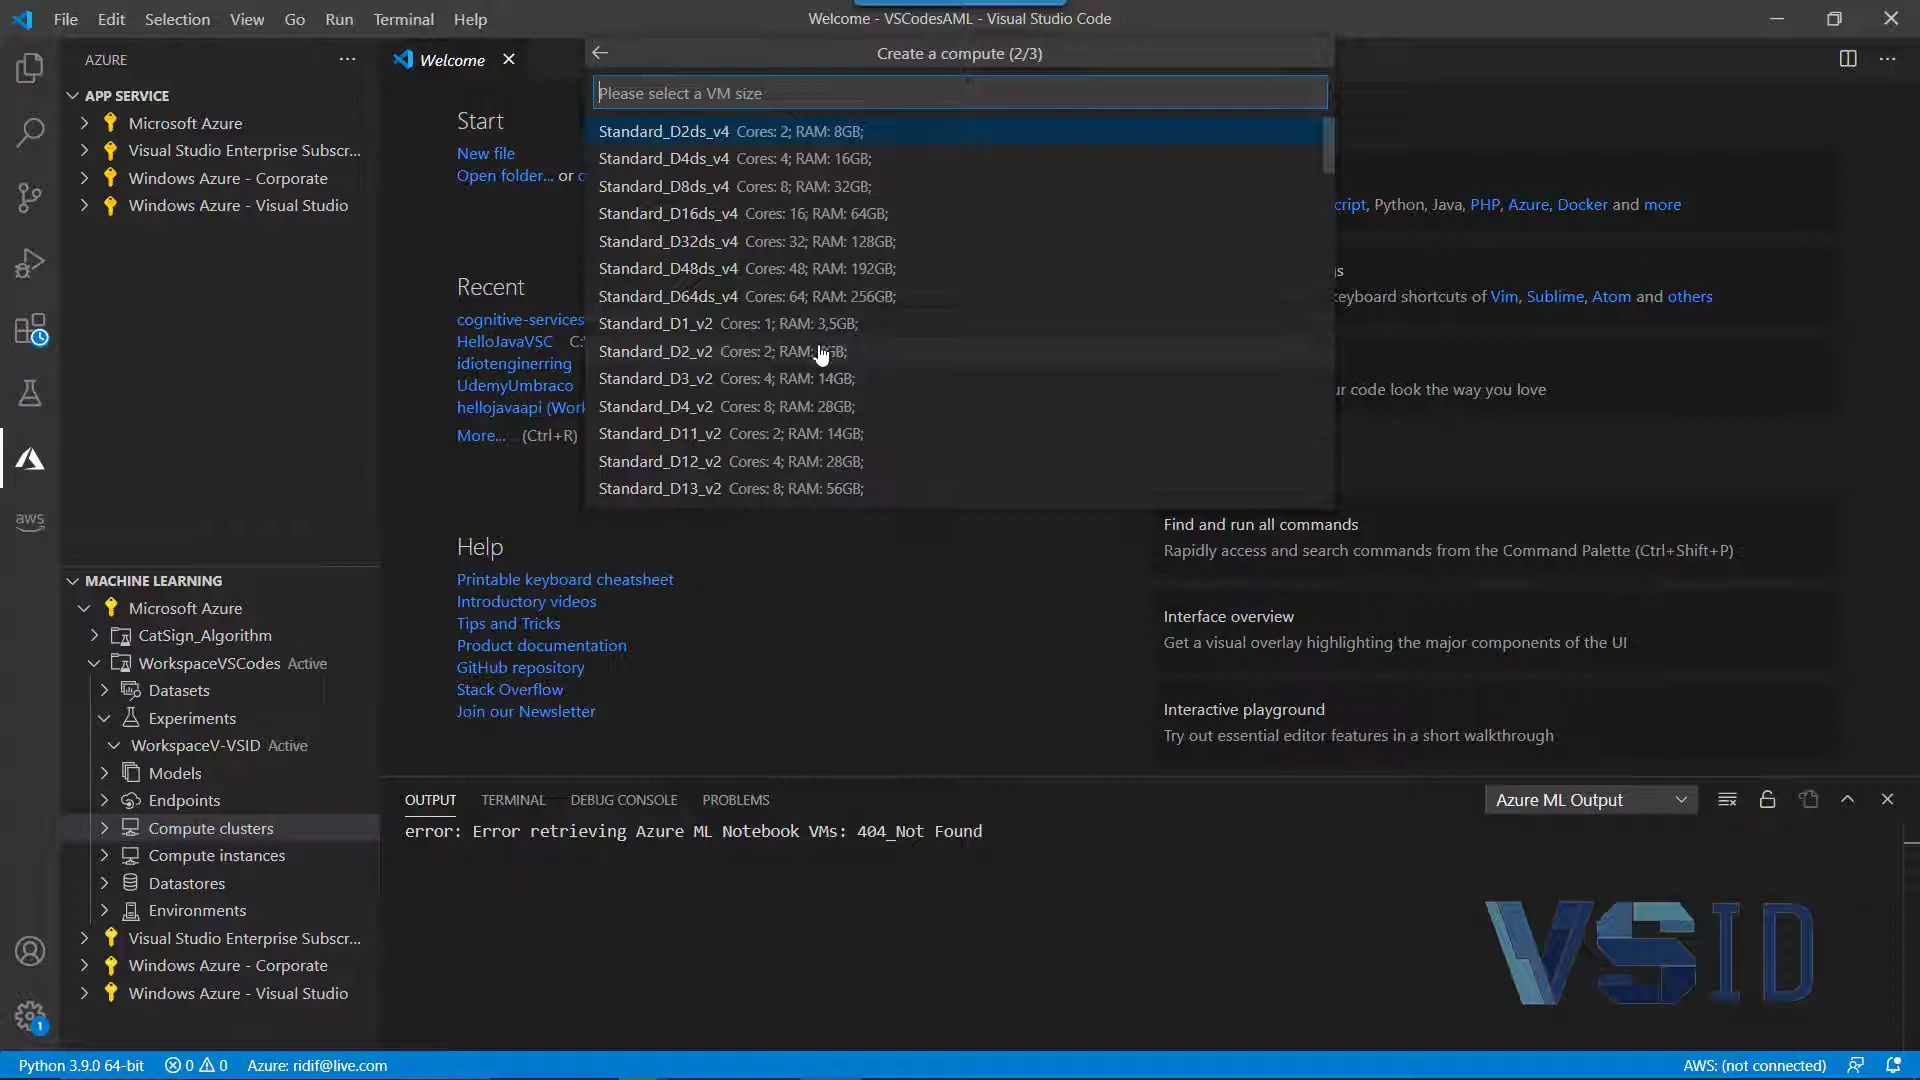 File Edit Selection View Go Run Terminal Help
Welcome - VSCodesAML - Visual Studio Code
AZURE
APP SERVICE
Microsoft Azure
Visual Studio Enterprise Subscr...
Windows Azure - Corporate
Windows Azure - Visual Studio
MACHINE LEARNING
Microsoft Azure
CatSign_Algorithm
WorkspaceVSCodes Active
Datasets
Experiments
WorkspaceV-VSID Active
Models
Endpoints
Compute clusters
Compute instances
Datastores
Environments
Visual Studio Enterprise Subscr...
Windows Azure - Corporate
Windows Azure - Visual Studio
aws
1
Welcome
Start
New file
Open folder... or
Recent
cognitive-services
HelloJavaVSC C:
idiotenginerring
UdemyUmbraco
hellojavaapi (Work
More... (Ctrl+R)
Help
Printable keyboard cheatsheet
Introductory videos
Tips and Tricks
Product documentation
GitHub repository
Stack Overflow
Join our Newsletter
Create a compute (2/3)
Please select a VM size
Standard_D2ds_v4 Cores: 2; RAM: 8GB;
Standard_D4ds_v4 Cores: 4; RAM: 16GB;
Standard_D8ds_v4 Cores: 8; RAM: 32GB;
Standard_D16ds_v4 Cores: 16; RAM: 64GB;
Standard_D32ds_v4 Cores: 32; RAM: 128GB;
Standard_D48ds_v4 Cores: 48; RAM: 192GB;
Standard_D64ds_v4 Cores: 64; RAM: 256GB;
Standard_D1_v2 Cores: 1; RAM: 3,5GB;
Standard_D2_v2 Cores: 2; RAM: GB;
Standard_D3_v2 Cores: 4; RAM: 14GB;
Standard_D4_v2 Cores: 8; RAM: 28GB;
Standard_D11_v2 Cores: 2; RAM: 14GB;
Standard_D12_v2 Cores: 4; RAM: 28GB;
Standard_D13_v2 Cores: 8; RAM: 56GB;
cript, Python, Java, PHP, Azure, Docker and more
gs
keyboard shortcuts of Vim, Sublime, Atom and others
ur code look the way you love
Find and run all commands
Rapidly access and search commands from the Command Palette (Ctrl+Shift+P)
Interface overview
Get a visual overlay highlighting the major components of the UI
Interactive playground
Try out essential editor features in a short walkthrough
OUTPUT TERMINAL DEBUG CONSOLE PROBLEMS
Azure ML Output
error: Error retrieving Azure ML Notebook VMs: 404_Not Found
VSID
Python 3.9.0 64-bit 0 0 Azure: ridif@live.com
AWS: (not connected)